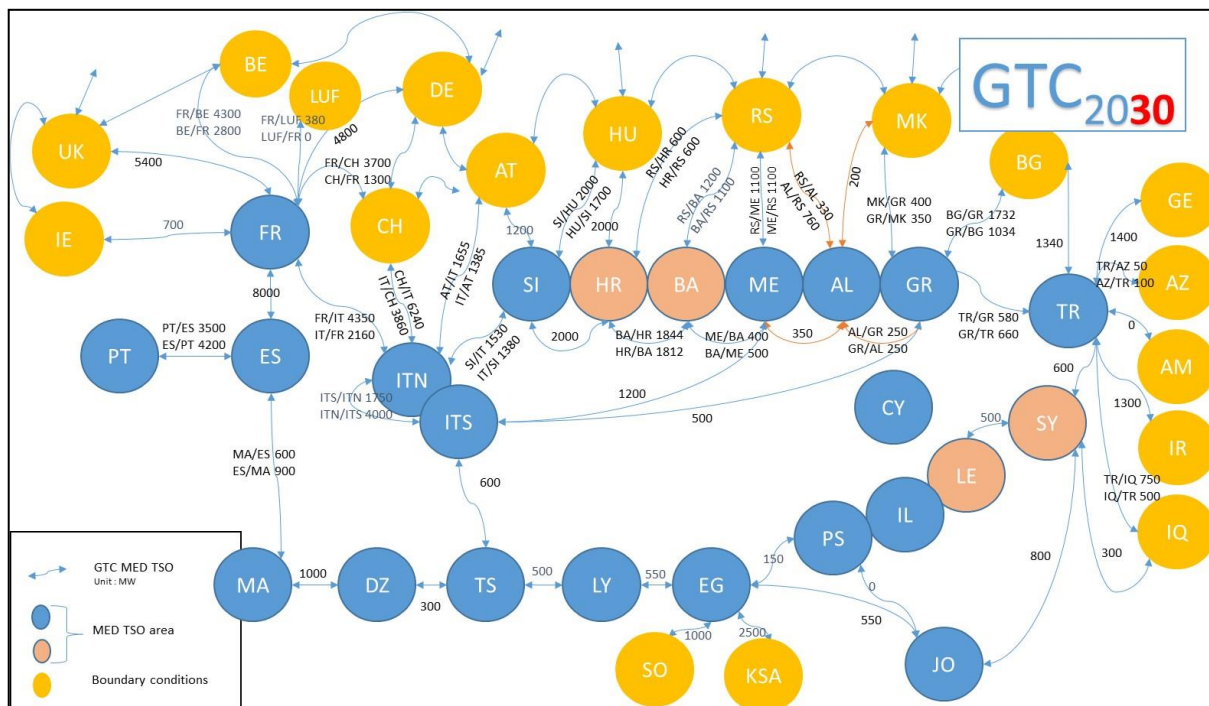 GTC2030
BE
DE
LUF
UK
IE
FR
CH
AT
HU
RS
MK
BG
GE
AZ
AM
IR
IQ
FR/BE 4300
BE/FR 2800
FR/LUF 380
LUF/FR 0
4800
5400
FR/CH 3700
CH/FR 1300
700
8000
FR/IT 4350
IT/FR 2160
CH/IT 6240
IT/CH 3860
AT/IT 1655
IT/AT 1385
1200
SI/HU 2000
HU/SI 1700
2000
RS/HR 600
HR/RS 600
RS/BA 1200
BA/RS 1100
RS/ME 1100
ME/RS 1100
RS/AL 330
AL/RS 760
200
MK/GR 400
GR/MK 350
BG/GR 1732
GR/BG 1034
1340
1400
TR/AZ 50
AZ/TR 100
0
SI
HR
BA
ME
AL
GR
TR
PT
PT/ES 3500
ES/PT 4200
ES
ITN
ITS
ITS/ITN 1750
ITN/ITS 4000
SI/IT 1530
IT/SI 1380
2000
BA/HR 1844
HR/BA 1812
ME/BA 400
BA/ME 500
350
AL/GR 250
GR/AL 250
TR/GR 580
GR/TR 660
1200
500
CY
600
1300
500
SY
LE
IL
PS
TR/IQ 750
IQ/TR 500
300
800
MA/ES 600
ES/MA 900
600
MA
1000
DZ
300
TS
500
LY
550
EG
150
0
550
JO
1000
2500
SO
KSA
GTC MED TSO
Unit : MW
MED TSO area
Boundary conditions